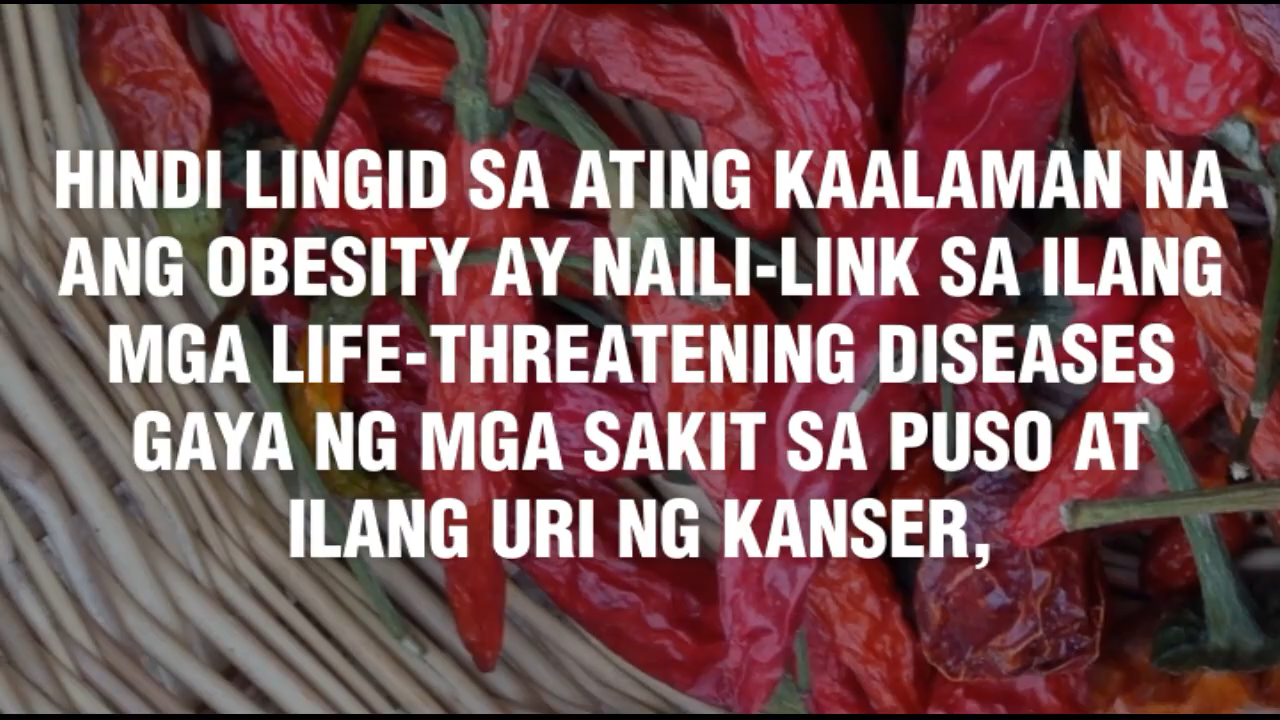 HINDI LINGID SA ATING KAALAMAN NA
ANG OBESITY AY NAILI-LINK SA ILANG
MGA LIFE-THREATENING DISEASES
GAYA NG MGA SAKIT SA PUSO AT
ILANG URI NG KANSER,